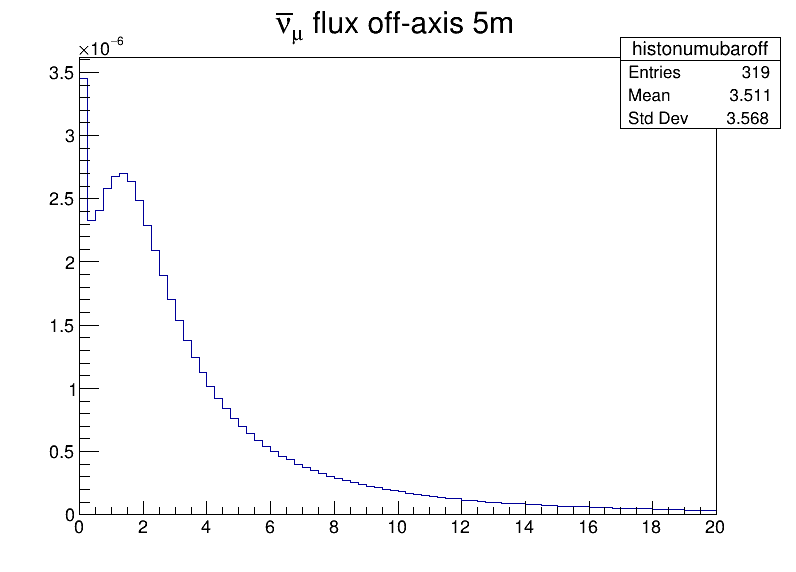 ν̅μ flux off-axis 5m
×10⁻⁶
histonumubaroff
Entries 319
Mean 3.511
Std Dev 3.568
3.5
3
2.5
2
1.5
1
0.5
0
0 2 4 6 8 10 12 14 16 18 20